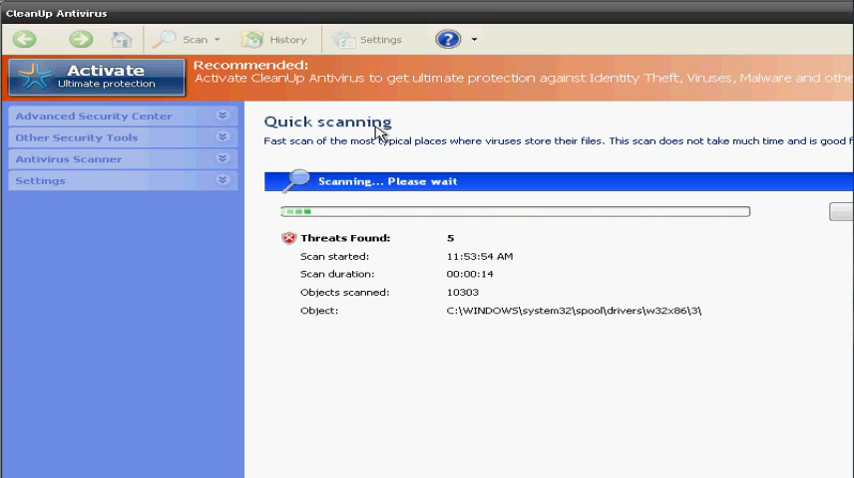 CleanUp Antivirus
Scan History Settings
Activate
Ultimate protection
Recommended:
Activate CleanUp Antivirus to get ultimate protection against Identity Theft, Viruses, Malware and othe
Advanced Security Center
Other Security Tools
Antivirus Scanner
Settings
Quick scanning
Fast scan of the most typical places where viruses store their files. This scan does not take much time and is good f
Scanning... Please wait
Threats Found: 5
Scan started: 11:53:54 AM
Scan duration: 00:00:14
Objects scanned: 10303
Object: C:\WINDOWS\system32\spool\drivers\w32x86\3\